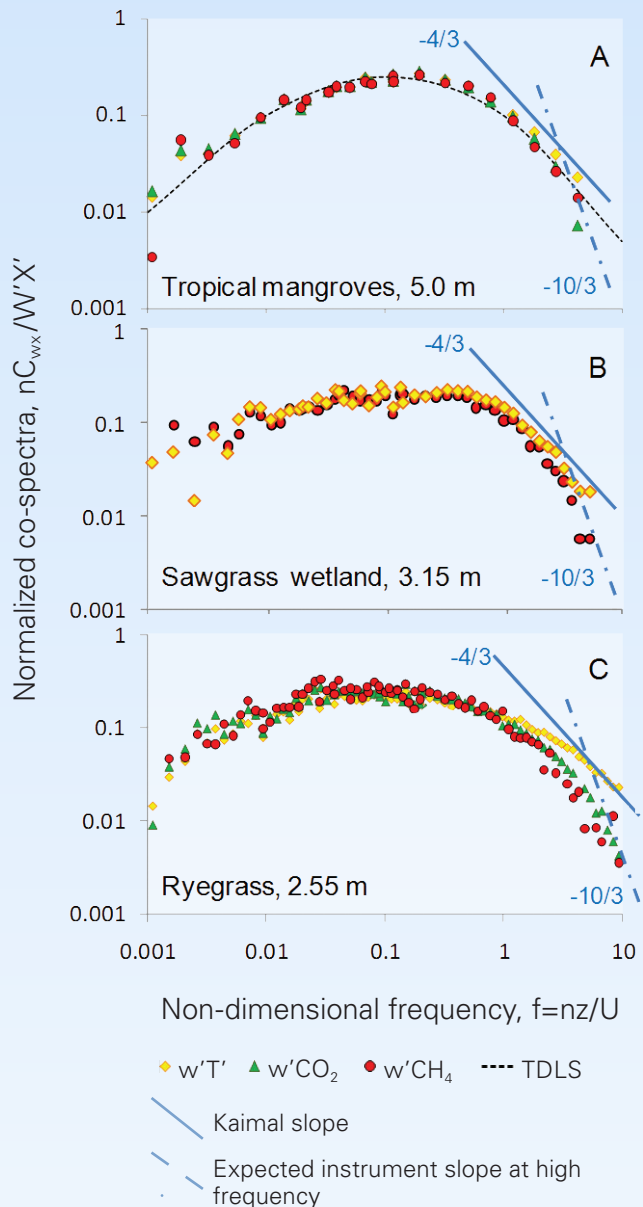 Normalized co-spectra, nC_wx/W'X'
1
0.1
0.01
0.001
-4/3
A
-10/3
Tropical mangroves, 5.0 m
1
0.1
0.01
0.001
-4/3
B
-10/3
Sawgrass wetland, 3.15 m
1
0.1
0.01
0.001
-4/3
C
-10/3
Ryegrass, 2.55 m
0.001 0.01 0.1 1 10
Non-dimensional frequency, f=nz/U
w'T' w'CO₂ w'CH₄ TDLS
Kaimal slope
Expected instrument slope at high
frequency